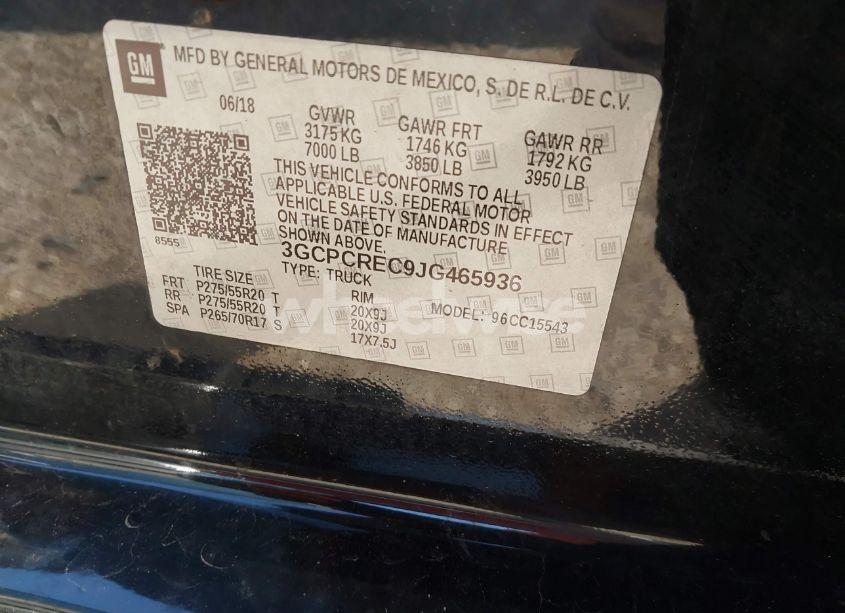 GM
MFD BY GENERAL MOTORS DE MEXICO, S. DE R.L. DE C.V.
06/18
GVWR GAWR FRT GAWR RR
3175 KG 1746 KG 1792 KG
7000 LB 3850 LB 3950 LB
THIS VEHICLE CONFORMS TO ALL
APPLICABLE U.S. FEDERAL MOTOR
VEHICLE SAFETY STANDARDS IN EFFECT
ON THE DATE OF MANUFACTURE
SHOWN ABOVE.
8555
3GCPCREC9JG465936
TYPE: TRUCK
TIRE SIZE RIM MODEL: 96CC15543
FRT P275/55R20 T 20X9J
RR P275/55R20 T 20X9J
SPA P265/70R17 S 17X7.5J
wheelwise